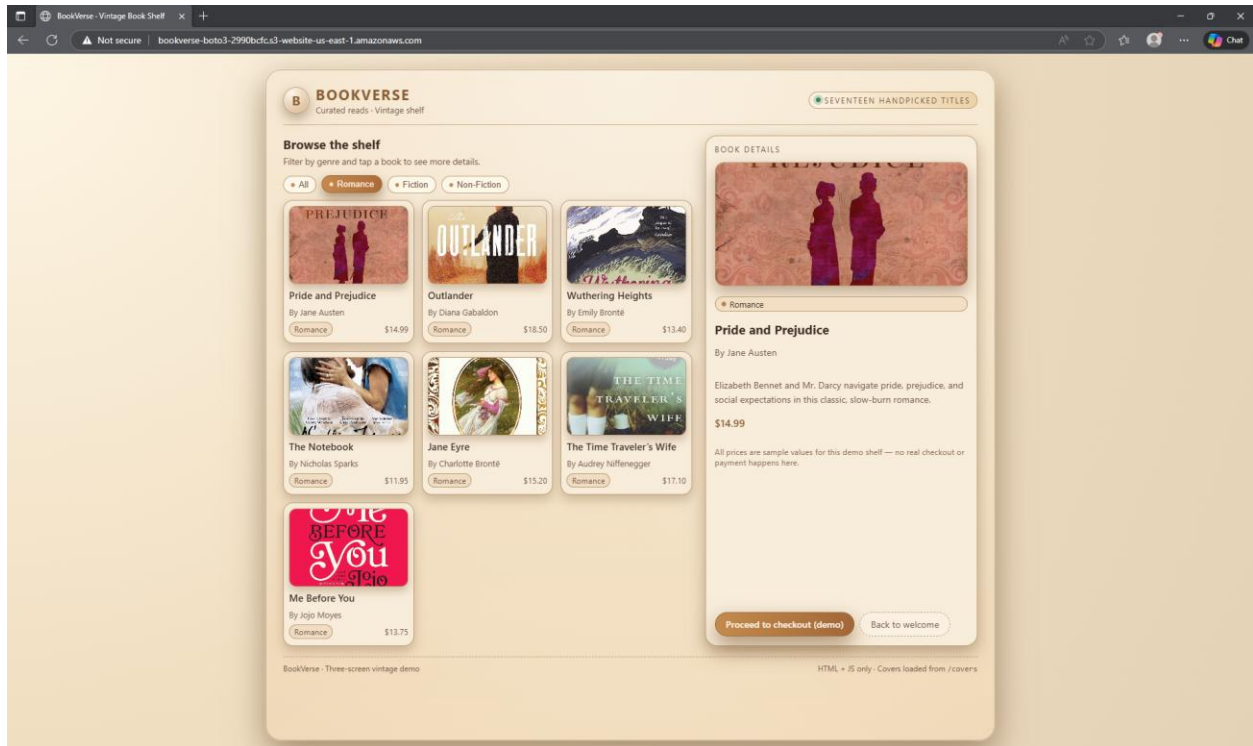 BookVerse - Vintage Book Shelf
Not secure
bookverse-boto3-2990bcfc.s3-website-us-east-1.amazonaws.com
Chat
B
BOOKVERSE
Curated reads · Vintage shelf
SEVENTEEN HANDPICKED TITLES
Browse the shelf
Filter by genre and tap a book to see more details.
All
Romance
Fiction
Non-Fiction
PREJUDICE
OUTLANDER
Wuthering
Pride and Prejudice
Outlander
Wuthering Heights
By Jane Austen
By Diana Gabaldon
By Emily Brontë
Romance $14.99
Romance $18.50
Romance $13.40
THE TIME
TRAVELER'S
WIFE
The Notebook
Jane Eyre
The Time Traveler's Wife
By Nicholas Sparks
By Charlotte Brontë
By Audrey Niffenegger
Romance $11.95
Romance $15.20
Romance $17.10
Me
BEFORE
You
Jojo
Me Before You
By Jojo Moyes
Romance $13.75
BOOK DETAILS
PREJUDICE
Romance
Pride and Prejudice
By Jane Austen
Elizabeth Bennet and Mr. Darcy navigate pride, prejudice, and
social expectations in this classic, slow-burn romance.
$14.99
All prices are sample values for this demo shelf — no real checkout or
payment happens here.
Proceed to checkout (demo)
Back to welcome
BookVerse · Three-screen vintage demo
HTML + JS only · Covers loaded from /covers